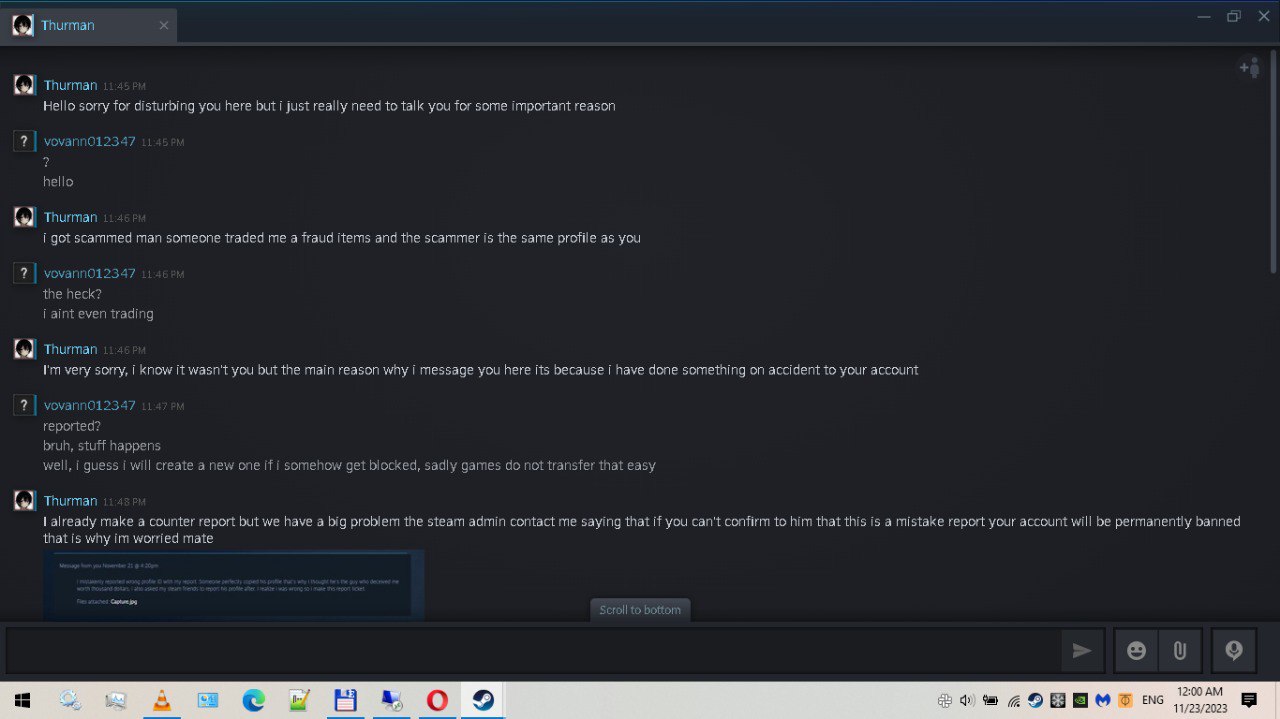 Thurman
Thurman 11:45 PM
Hello sorry for disturbing you here but i just really need to talk you for some important reason
? vovann012347 11:45 PM
?
hello
Thurman 11:46 PM
i got scammed man someone traded me a fraud items and the scammer is the same profile as you
? vovann012347 11:46 PM
the heck?
i aint even trading
Thurman 11:46 PM
I'm very sorry, i know it wasn't you but the main reason why i message you here its because i have done something on accident to your account
? vovann012347 11:47 PM
reported?
bruh, stuff happens
well, i guess i will create a new one if i somehow get blocked, sadly games do not transfer that easy
Thurman 11:48 PM
I already make a counter report but we have a big problem the steam admin contact me saying that if you can't confirm to him that this is a mistake report your account will be permanently banned
that is why im worried mate
Message from you November 21 @ 4:20pm
I mistakenly reported wrong profile ID with my report. Someone perfectly copied his profile that's why I thought he's the guy who deceived me
worth thousand dollars. I also asked my steam friends to report his profile after. I realize i was wrong so i make this report ticket.
Files attached: Capture.jpg
Scroll to bottom
ENG
12:00 AM
11/23/2023